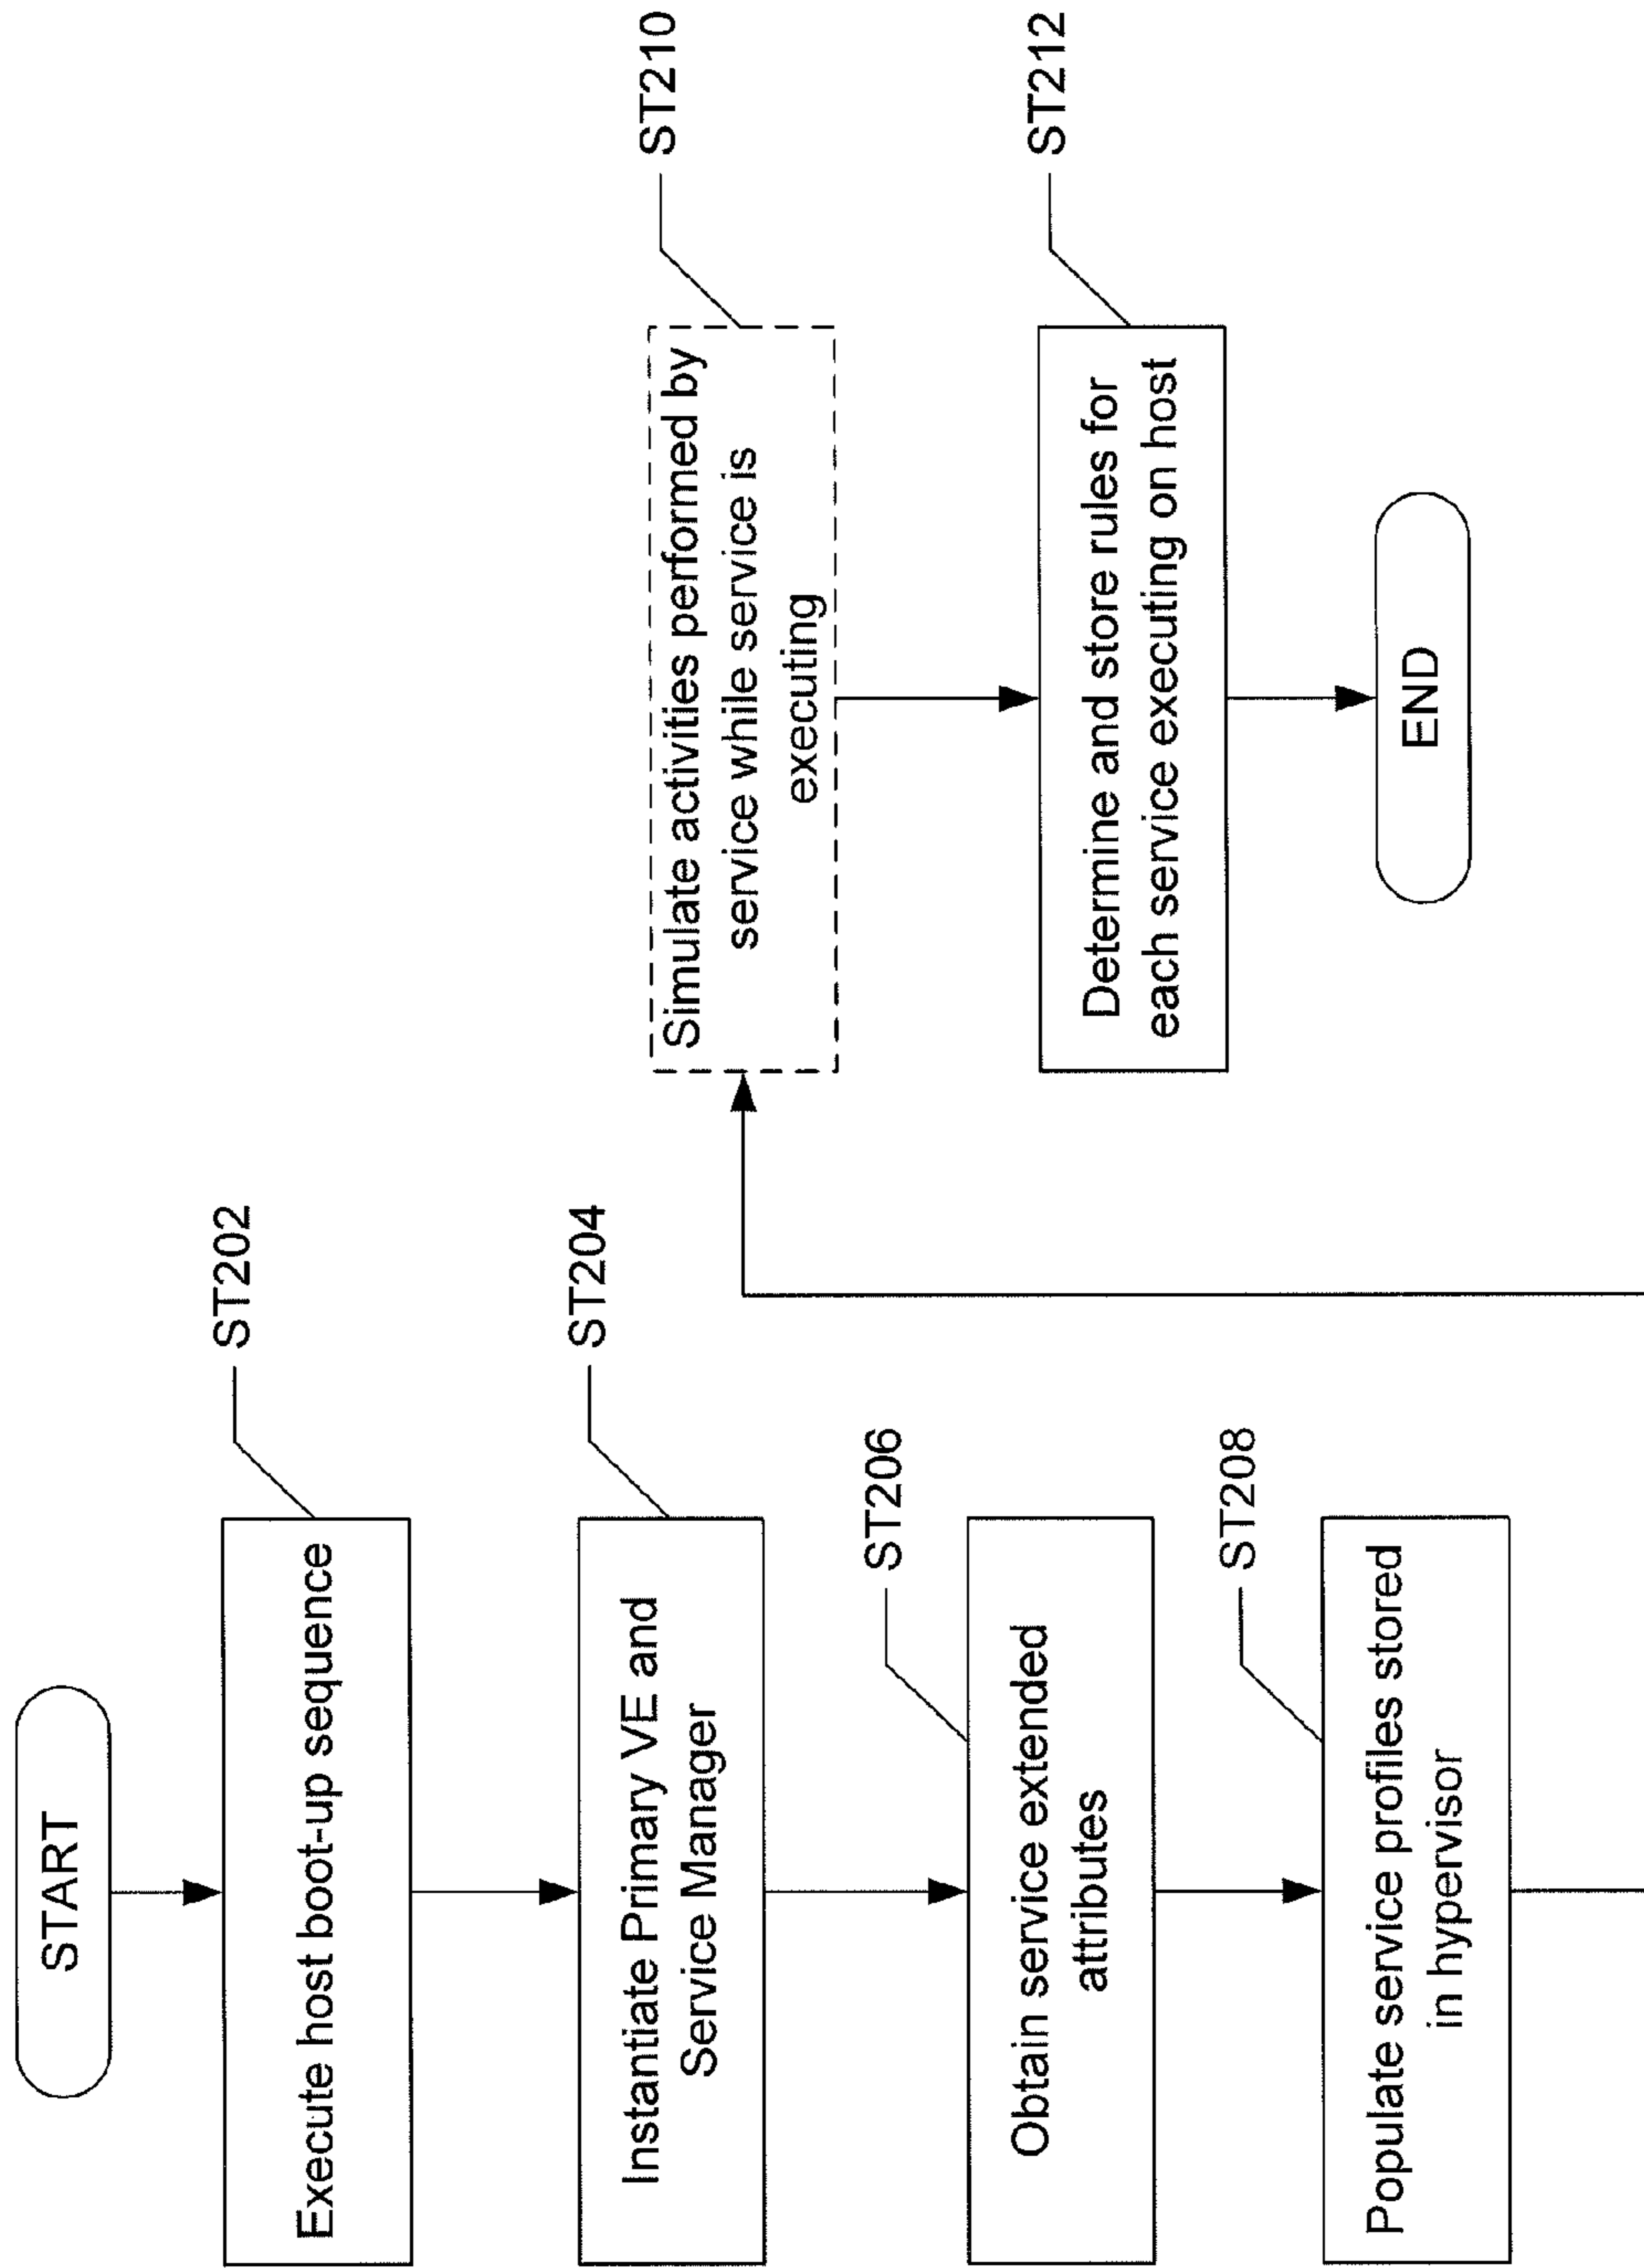 START
Execute host boot-up sequence
ST202
Instantiate Primary VE and
Service Manager
ST204
Obtain service extended
attributes
ST206
Populate service profiles stored
in hypervisor
ST208
Simulate activities performed by
service while service is
executing
ST210
Determine and store rules for
each service executing on host
ST212
END